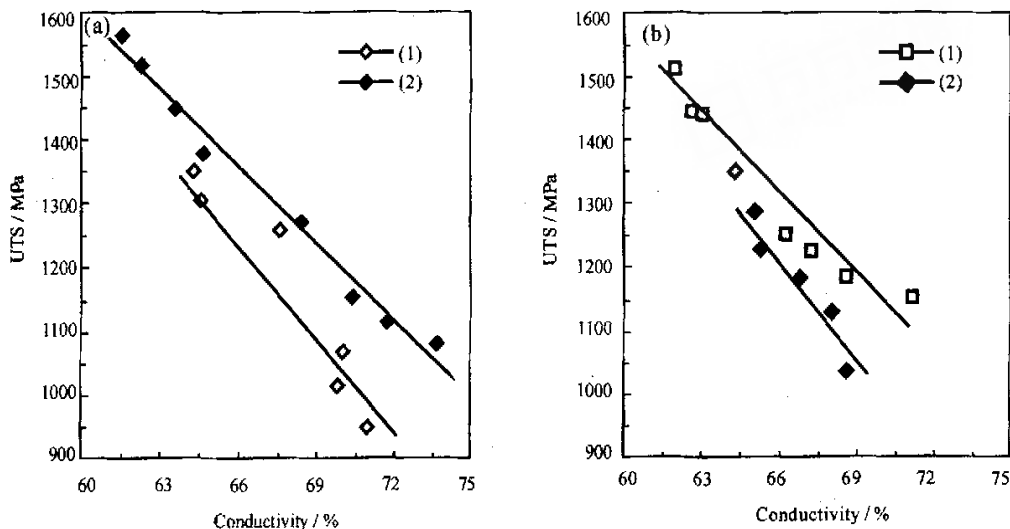 (a)
(1)
(2)
1600
1500
1400
1300
1200
1100
1000
900
UTS / MPa
60 63 66 69 72 75
Conductivity / %
(b)
(1)
(2)
1600
1500
1400
1300
1200
1100
1000
900
UTS / MPa
60 63 66 69 72 75
Conductivity / %